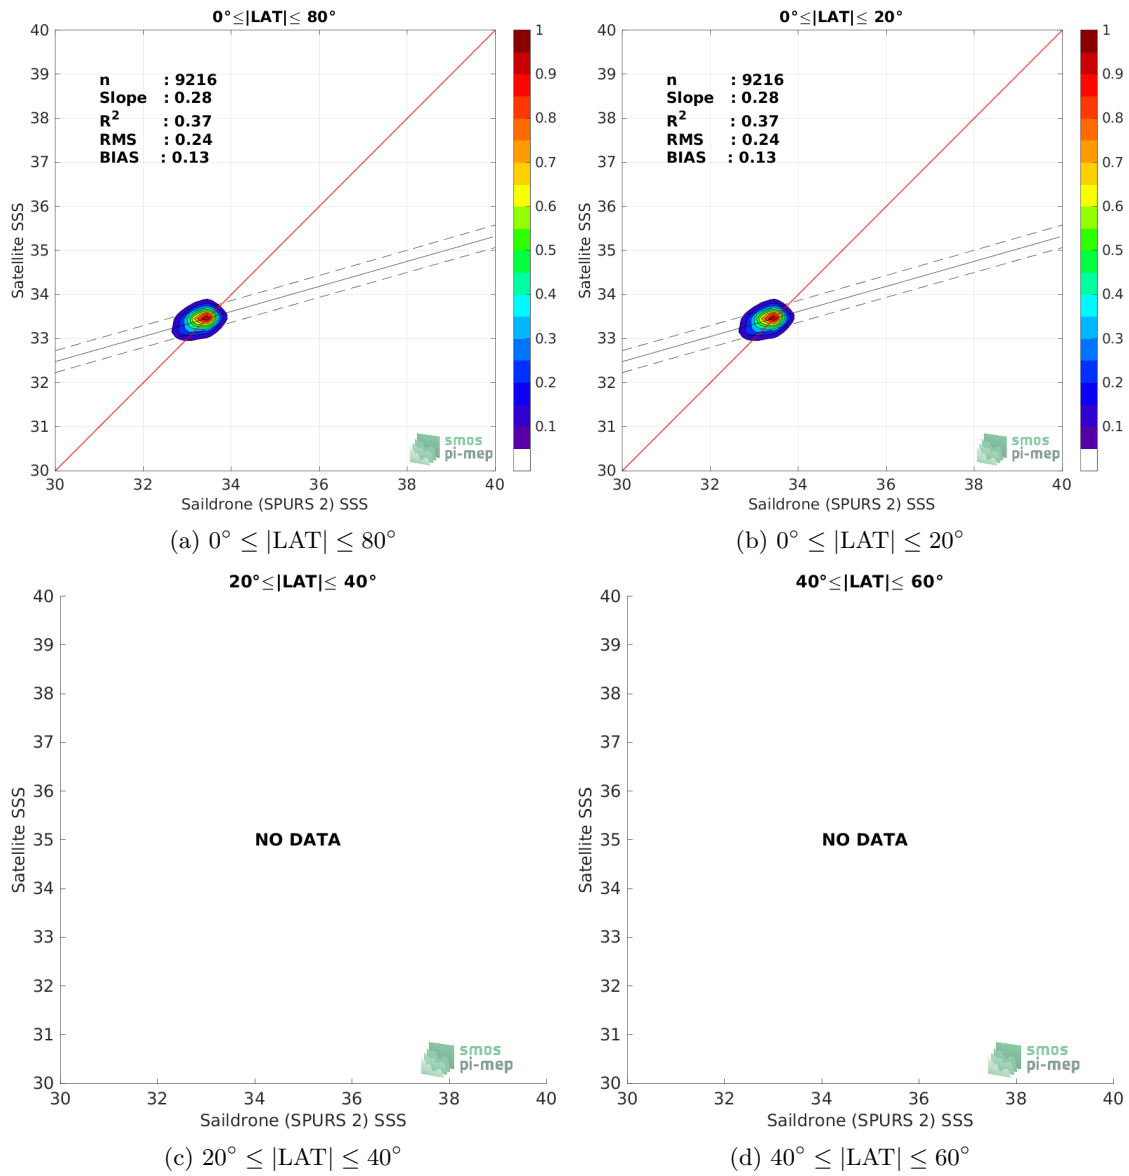 0°≤|LAT|≤ 80°
40
39
38
37
36
35
34
33
32
31
30
Satellite SSS
n : 9216
Slope : 0.28
R² : 0.37
RMS : 0.24
BIAS : 0.13
1
0.9
0.8
0.7
0.6
0.5
0.4
0.3
0.2
0.1
smos
pi-mep
30 32 34 36 38 40
Saildrone (SPURS 2) SSS
(a) 0° ≤ |LAT| ≤ 80°
0°≤|LAT|≤ 20°
40
39
38
37
36
35
34
33
32
31
30
Satellite SSS
n : 9216
Slope : 0.28
R² : 0.37
RMS : 0.24
BIAS : 0.13
1
0.9
0.8
0.7
0.6
0.5
0.4
0.3
0.2
0.1
smos
pi-mep
30 32 34 36 38 40
Saildrone (SPURS 2) SSS
(b) 0° ≤ |LAT| ≤ 20°
20°≤|LAT|≤ 40°
40
39
38
37
36
35
34
33
32
31
30
Satellite SSS
NO DATA
smos
pi-mep
30 32 34 36 38 40
Saildrone (SPURS 2) SSS
(c) 20° ≤ |LAT| ≤ 40°
40°≤|LAT|≤ 60°
40
39
38
37
36
35
34
33
32
31
30
Satellite SSS
NO DATA
smos
pi-mep
30 32 34 36 38 40
Saildrone (SPURS 2) SSS
(d) 40° ≤ |LAT| ≤ 60°